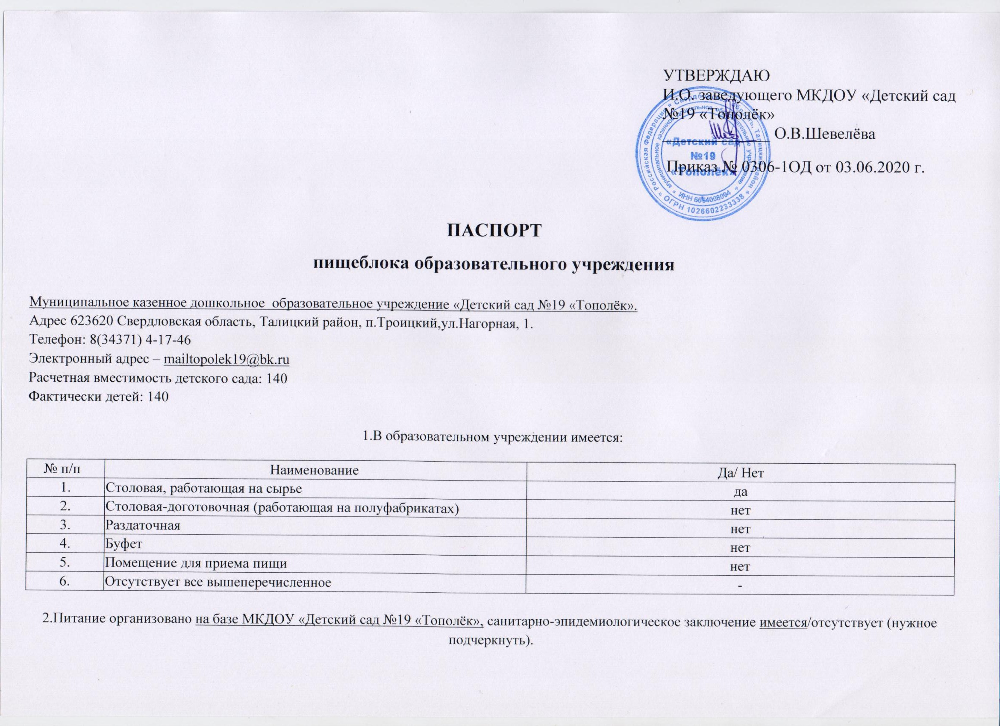 УТВЕРЖДАЮ
И.О. заведующего МКДОУ «Детский сад
№19 «Тополёк»
О.В.Шевелёва
Приказ № 0306-1ОД от 03.06.2020 г.
* Российская Федерация * Свердловская область, Талицкий район *
ОГРН 1026602233338
* муниципальное казенное дошкольное образовательное учреждение *
ИНН 6654008094
«Детский сад
№19
«Тополёк»
ПАСПОРТ
пищеблока образовательного учреждения
Муниципальное казенное дошкольное  образовательное учреждение «Детский сад №19 «Тополёк».
Адрес 623620 Свердловская область, Талицкий район, п.Троицкий,ул.Нагорная, 1.
Телефон: 8(34371) 4-17-46
Электронный адрес – mailtopolek19@bk.ru
Расчетная вместимость детского сада: 140
Фактически детей: 140
1.В образовательном учреждении имеется:
№ п/п Наименование Да/ Нет
1. Столовая, работающая на сырье да
2. Столовая-доготовочная (работающая на полуфабрикатах) нет
3. Раздаточная нет
4. Буфет нет
5. Помещение для приема пищи нет
6. Отсутствует все вышеперечисленное -
2.Питание организовано на базе МКДОУ «Детский сад №19 «Тополёк», санитарно-эпидемиологическое заключение имеется/отсутствует (нужное
подчеркнуть).